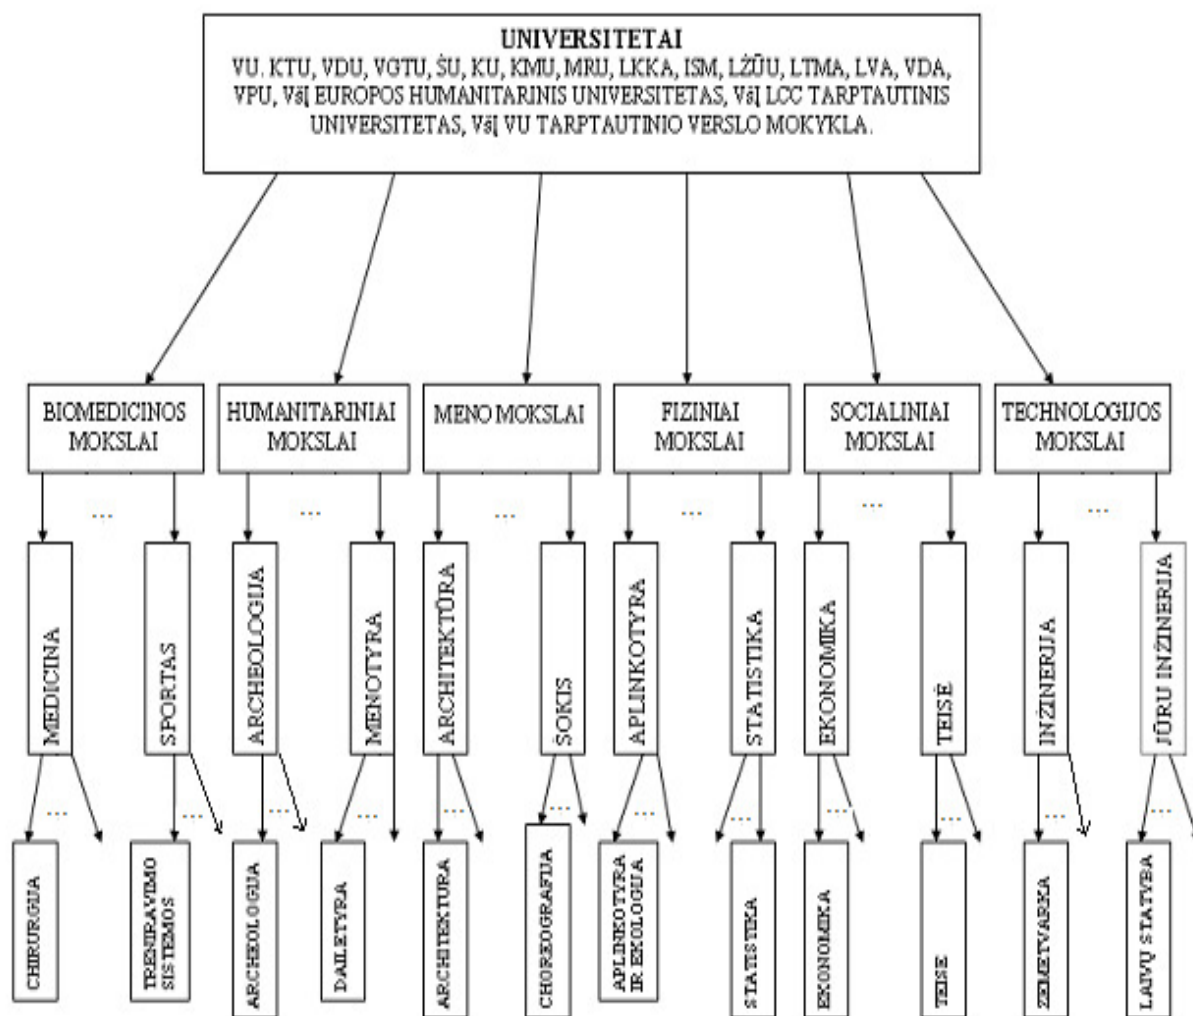 UNIVERSITETAI
VU. KTU, VDU, VGTU, ŠU, KU, KMU, MRU, LKKA, ISM, LŽŪU, LTMA, LVA, VDA,
VPU, VšĮ EUROPOS HUMANITARINIS UNIVERSITETAS, VšĮ LCC TARPTAUTINIS
UNIVERSITETAS, VšĮ VU TARPTAUTINIO VERSLO MOKYKLA.
BIOMEDICINOS
MOKSLAI
HUMANITARINIAI
MOKSLAI
MENO MOKSLAI
FIZINIAI
MOKSLAI
SOCIALINIAI
MOKSLAI
TECHNOLOGIJOS
MOKSLAI
...
...
...
...
...
...
MEDICINA
SPORTAS
ARCHEOLOGIJA
MENOTYRA
ARCHITEKTŪRA
ŠOKIS
APLINKOTYRA
STATISTIKA
EKONOMIKA
TEISĖ
INŽINERIJA
JŪRŲ INŽINERIJA
...
...
...
...
...
...
...
...
...
...
...
...
CHIRURGIJA
TRENIRAVIMO
SISTEMOS
ARCHEOLOGIJA
DAILĖTYRA
ARCHITEKTURA
CHOREOGRAFIJA
APLINKOTYRA
IR EKOLOGIJA
STATISTIKA
EKONOMIKA
TEISĖ
ŽEMĖTVARKA
LAIVŲ STATYBA